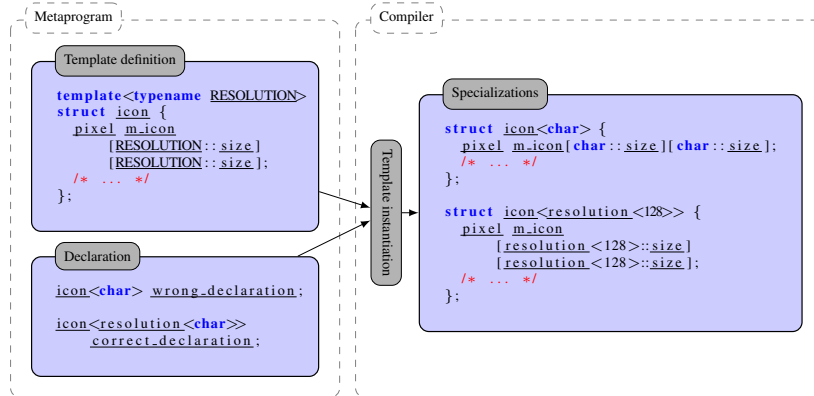 Metaprogram
Template definition
template<typename RESOLUTION>
struct icon {
pixel m_icon
[RESOLUTION::size]
[RESOLUTION::size];
/* ... */
};
Declaration
icon<char> wrong_declaration;
icon<resolution<char>>
correct_declaration;
Template instantiation
Compiler
Specializations
struct icon<char> {
pixel m_icon[char::size][char::size];
/* ... */
};
struct icon<resolution<128>> {
pixel m_icon
[resolution<128>::size]
[resolution<128>::size];
/* ... */
};